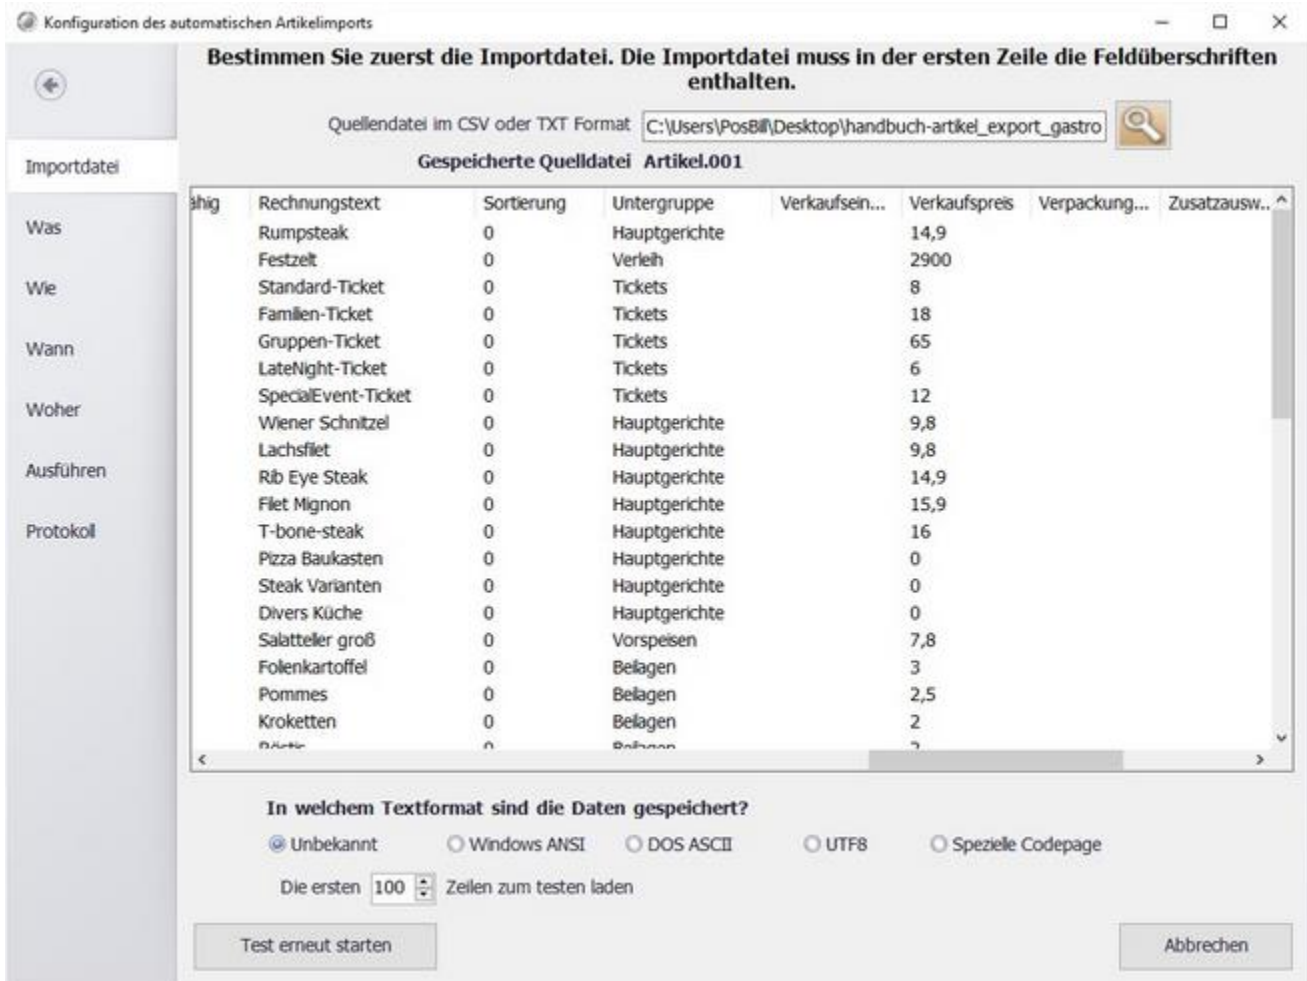 Konfiguration des automatischen Artikelimports
Bestimmen Sie zuerst die Importdatei. Die Importdatei muss in der ersten Zeile die Feldüberschriften
enthalten.
Quellendatei im CSV oder TXT Format C:\Users\PosBill\Desktop\handbuch-artikel_export_gastro
Gespeicherte Quelldatei Artikel.001
Importdatei
Was
Wie
Wann
Woher
Ausführen
Protokoll
ähig Rechnungstext Sortierung Untergruppe Verkaufsein... Verkaufspreis Verpackung... Zusatzausw...
Rumpsteak 0 Hauptgerichte 14,9
Festzelt 0 Verleih 2900
Standard-Ticket 0 Tickets 8
Familien-Ticket 0 Tickets 18
Gruppen-Ticket 0 Tickets 65
LateNight-Ticket 0 Tickets 6
SpecialEvent-Ticket 0 Tickets 12
Wiener Schnitzel 0 Hauptgerichte 9,8
Lachsfilet 0 Hauptgerichte 9,8
Rib Eye Steak 0 Hauptgerichte 14,9
Filet Mignon 0 Hauptgerichte 15,9
T-bone-steak 0 Hauptgerichte 16
Pizza Baukasten 0 Hauptgerichte 0
Steak Varianten 0 Hauptgerichte 0
Divers Küche 0 Hauptgerichte 0
Salatteller groß 0 Vorspeisen 7,8
Folienkartoffel 0 Beilagen 3
Pommes 0 Beilagen 2,5
Kroketten 0 Beilagen 2
Röstis 0 Beilagen 2
In welchem Textformat sind die Daten gespeichert?
Unbekannt Windows ANSI DOS ASCII UTF8 Spezielle Codepage
Die ersten 100 Zeilen zum testen laden
Test erneut starten Abbrechen